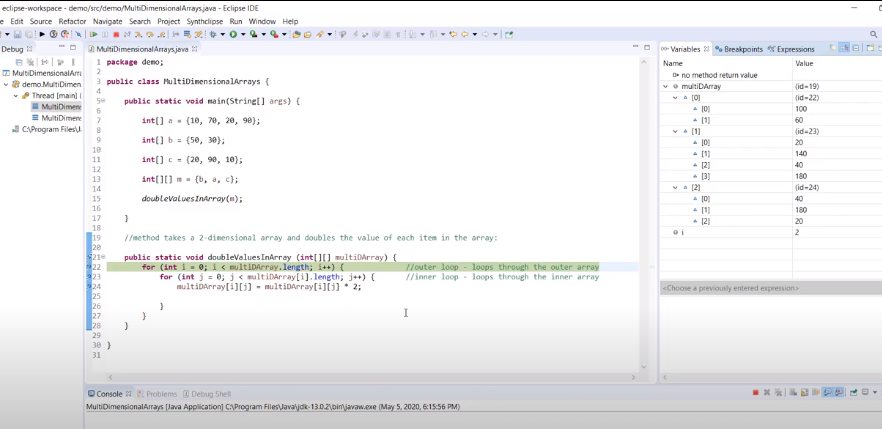 eclipse-workspace - demo/src/demo/MultiDimensionalArrays.java - Eclipse IDE
Edit Source Refactor Navigate Search Project Synthclipse Run Window Help
Debug
MultiDimensionalArra
demo.MultiDimension
Thread [main] (
MultiDimens
MultiDimens
C:\Program Files\J
MultiDimensionalArrays.java
1 package demo;
2
3 public class MultiDimensionalArrays {
4
5 public static void main(String[] args) {
6
7 int[] a = {10, 70, 20, 90};
8
9 int[] b = {50, 30};
10
11 int[] c = {20, 90, 10};
12
13 int[][] m = {b, a, c};
14
15 doubleValuesInArray(m);
16
17 }
18
19 //method takes a 2-dimensional array and doubles the value of each item in the array:
20
21 public static void doubleValuesInArray (int[][] multiDArray) {
22 for (int i = 0; i < multiDArray.length; i++) { //outer loop - loops through the outer array
23 for (int j = 0; j < multiDArray[i].length; j++) { //inner loop - loops through the inner array
24 multiDArray[i][j] = multiDArray[i][j] * 2;
25
26 }
27 }
28 }
29
30 }
31
Variables Breakpoints Expressions
Name Value
no method return value
multiDArray (id=19)
[0] (id=22)
[0] 100
[1] 60
[1] (id=23)
[0] 20
[1] 140
[2] 40
[3] 180
[2] (id=24)
[0] 40
[1] 180
[2] 20
i 2
<Choose a previously entered expression>
Console Problems Debug Shell
MultiDimensionalArrays [Java Application] C:\Program Files\Java\jdk-13.0.2\bin\javaw.exe (May 5, 2020, 6:15:56 PM)